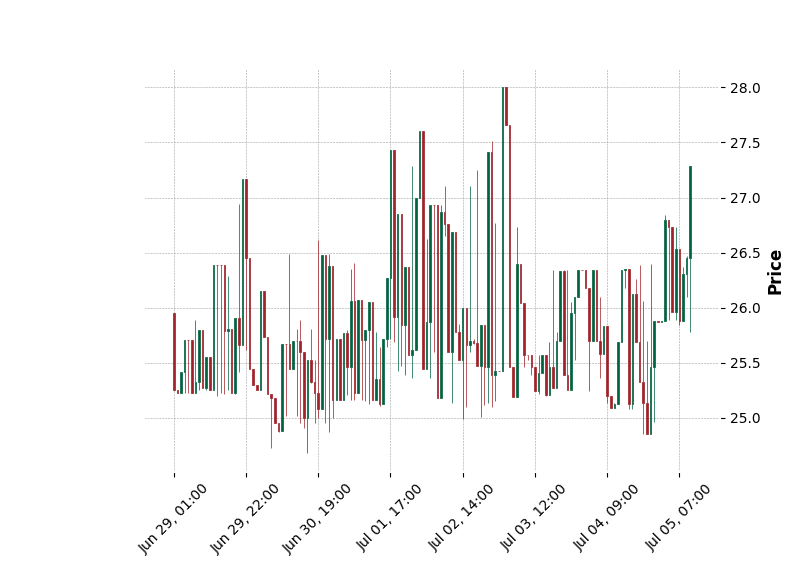 28.0
27.5
27.0
26.5
26.0
25.5
25.0
Price
Jun 29, 01:00
Jun 29, 22:00
Jun 30, 19:00
Jul 01, 17:00
Jul 02, 14:00
Jul 03, 12:00
Jul 04, 09:00
Jul 05, 07:00